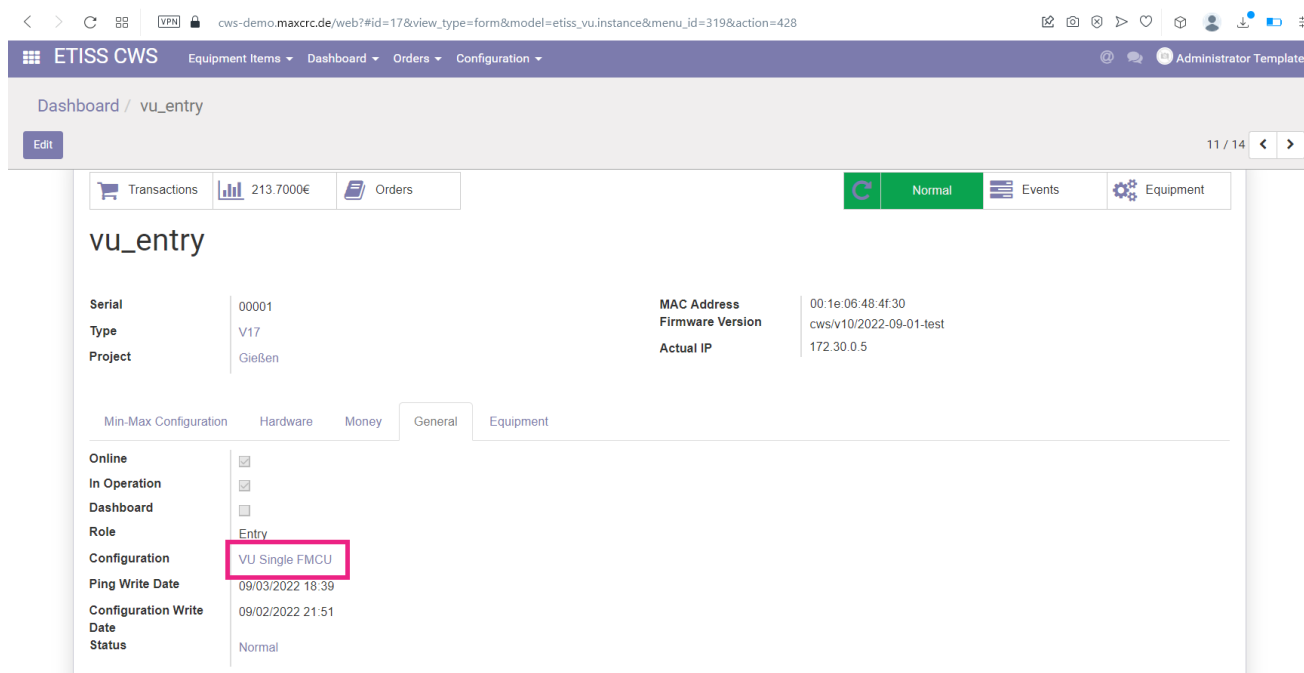 VPN cws-demo.maxcrc.de/web?#id=17&view_type=form&model=etiss_vu.instance&menu_id=319&action=428
ETISS CWS Equipment Items Dashboard Orders Configuration @ Administrator Template
Dashboard / vu_entry
Edit 11 / 14
Transactions 213.7000€ Orders Normal Events Equipment
vu_entry
Serial 00001 MAC Address 00:1e:06:48:4f:30
Type V17 Firmware Version cws/v10/2022-09-01-test
Project Gießen Actual IP 172.30.0.5
Min-Max Configuration Hardware Money General Equipment
Online
In Operation
Dashboard
Role Entry
Configuration VU Single FMCU
Ping Write Date 09/03/2022 18:39
Configuration Write Date 09/02/2022 21:51
Status Normal